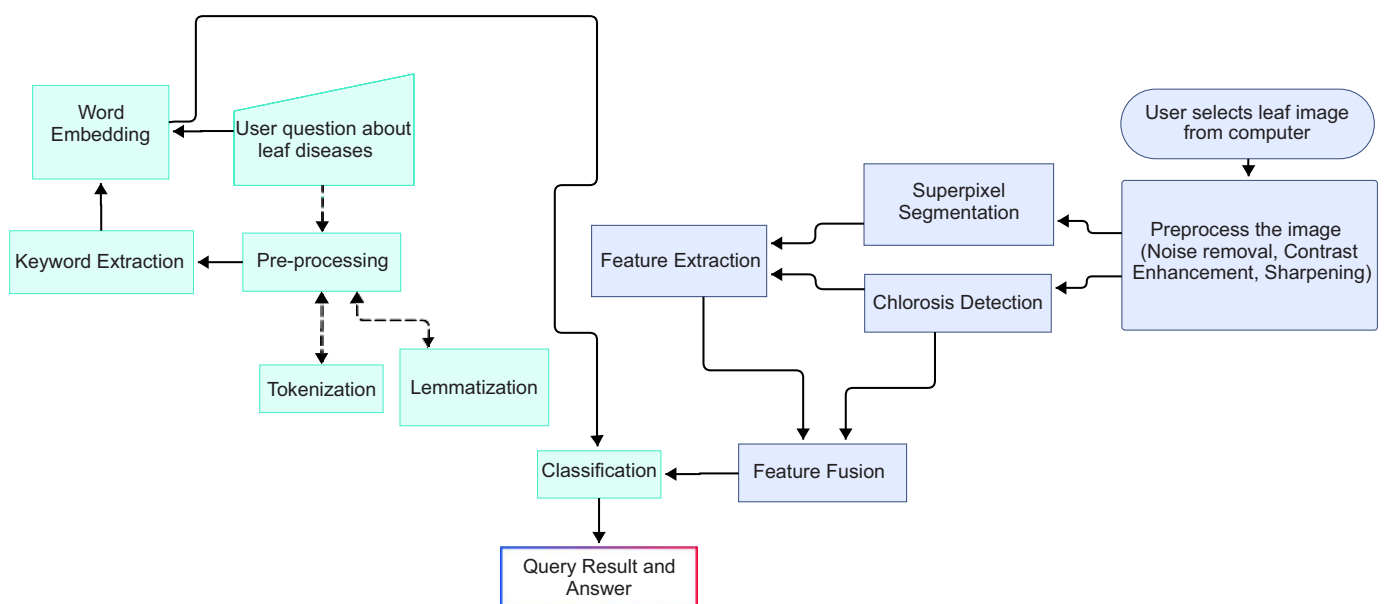 Word
Embedding
User question about
leaf diseases
Keyword Extraction
Pre-processing
Tokenization
Lemmatization
User selects leaf image
from computer
Preprocess the image
(Noise removal, Contrast
Enhancement, Sharpening)
Superpixel
Segmentation
Chlorosis Detection
Feature Extraction
Feature Fusion
Classification
Query Result and
Answer